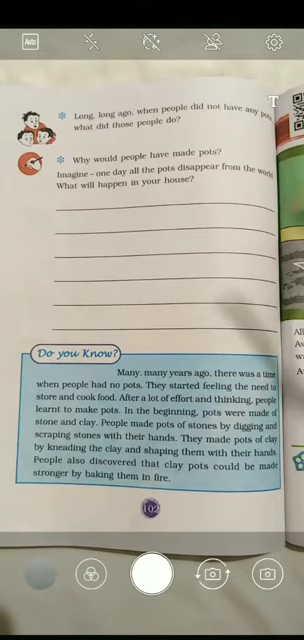 Auto
T
❇ Long, long ago, when people did not have any pots,
what did those people do?
❇ Why would people have made pots?
Imagine – one day all the pots disappear from the world.
What will happen in your house?
Do you Know?
Many, many years ago, there was a time
when people had no pots. They started feeling the need to
store and cook food. After a lot of effort and thinking, people
learnt to make pots. In the beginning, pots were made of
stone and clay. People made pots of stones by digging and
scraping stones with their hands. They made pots of clay
by kneading the clay and shaping them with their hands.
People also discovered that clay pots could be made
stronger by baking them in fire.
102
All